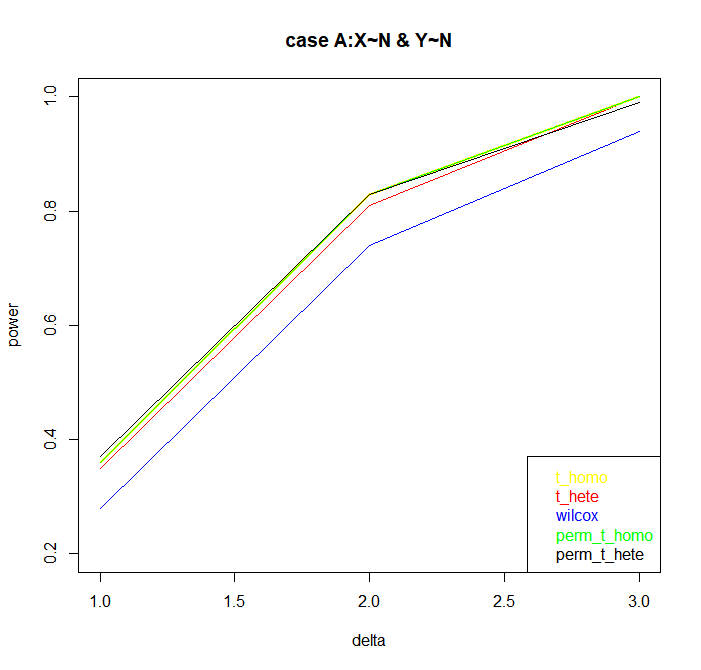 case A:X~N & Y~N
power
1.0
0.8
0.6
0.4
0.2
t_homo
t_hete
wilcox
perm_t_homo
perm_t_hete
1.0 1.5 2.0 2.5 3.0
delta